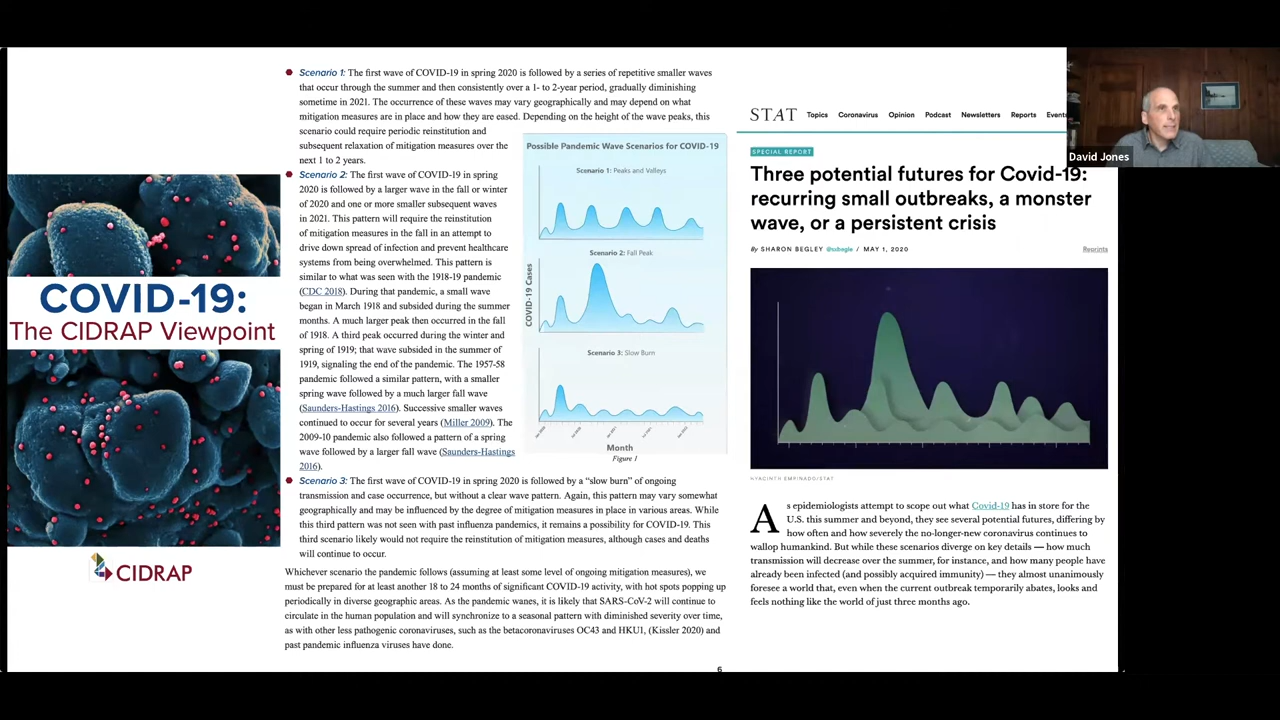 COVID-19:
The CIDRAP Viewpoint
CIDRAP
Scenario 1: The first wave of COVID-19 in spring 2020 is followed by a series of repetitive smaller waves
that occur through the summer and then consistently over a 1- to 2-year period, gradually diminishing
sometime in 2021. The occurrence of these waves may vary geographically and may depend on what
mitigation measures are in place and how they are eased. Depending on the height of the wave peaks, this
scenario could require periodic reinstitution and
subsequent relaxation of mitigation measures over the
next 1 to 2 years.
Scenario 2: The first wave of COVID-19 in spring
2020 is followed by a larger wave in the fall or winter
of 2020 and one or more smaller subsequent waves
in 2021. This pattern will require the reinstitution
of mitigation measures in the fall in an attempt to
drive down spread of infection and prevent healthcare
systems from being overwhelmed. This pattern is
similar to what was seen with the 1918-19 pandemic
(CDC 2018). During that pandemic, a small wave
began in March 1918 and subsided during the summer
months. A much larger peak then occurred in the fall
of 1918. A third peak occurred during the winter and
spring of 1919; that wave subsided in the summer of
1919, signaling the end of the pandemic. The 1957-58
pandemic followed a similar pattern, with a smaller
spring wave followed by a much larger fall wave
(Saunders-Hastings 2016). Successive smaller waves
continued to occur for several years (Miller 2009). The
2009-10 pandemic also followed a pattern of a spring
wave followed by a larger fall wave (Saunders-Hastings
2016).
Scenario 3: The first wave of COVID-19 in spring 2020 is followed by a "slow burn" of ongoing
transmission and case occurrence, but without a clear wave pattern. Again, this pattern may vary somewhat
geographically and may be influenced by the degree of mitigation measures in place in various areas. While
this third pattern was not seen with past influenza pandemics, it remains a possibility for COVID-19. This
third scenario likely would not require the reinstitution of mitigation measures, although cases and deaths
will continue to occur.
Whichever scenario the pandemic follows (assuming at least some level of ongoing mitigation measures), we
must be prepared for at least another 18 to 24 months of significant COVID-19 activity, with hot spots popping up
periodically in diverse geographic areas. As the pandemic wanes, it is likely that SARS-CoV-2 will continue to
circulate in the human population and will synchronize to a seasonal pattern with diminished severity over time,
as with other less pathogenic coronaviruses, such as the betacoronaviruses OC43 and HKU1, (Kissler 2020) and
past pandemic influenza viruses have done.
6
Possible Pandemic Wave Scenarios for COVID-19
Scenario 1: Peaks and Valleys
Scenario 2: Fall Peak
COVID-19 Cases
Scenario 3: Slow Burn
Month
Figure 1
STAT Topics Coronavirus Opinion Podcast Newsletters Reports Events
SPECIAL REPORT
Three potential futures for Covid-19:
recurring small outbreaks, a monster
wave, or a persistent crisis
By SHARON BEGLEY @sxbegle / MAY 1, 2020
Reprints
HYACINTH EMPINADO/STAT
As epidemiologists attempt to scope out what Covid-19 has in store for the
U.S. this summer and beyond, they see several potential futures, differing by
how often and how severely the no-longer-new coronavirus continues to
wallop humankind. But while these scenarios diverge on key details — how much
transmission will decrease over the summer, for instance, and how many people have
already been infected (and possibly acquired immunity) — they almost unanimously
foresee a world that, even when the current outbreak temporarily abates, looks and
feels nothing like the world of just three months ago.
David Jones